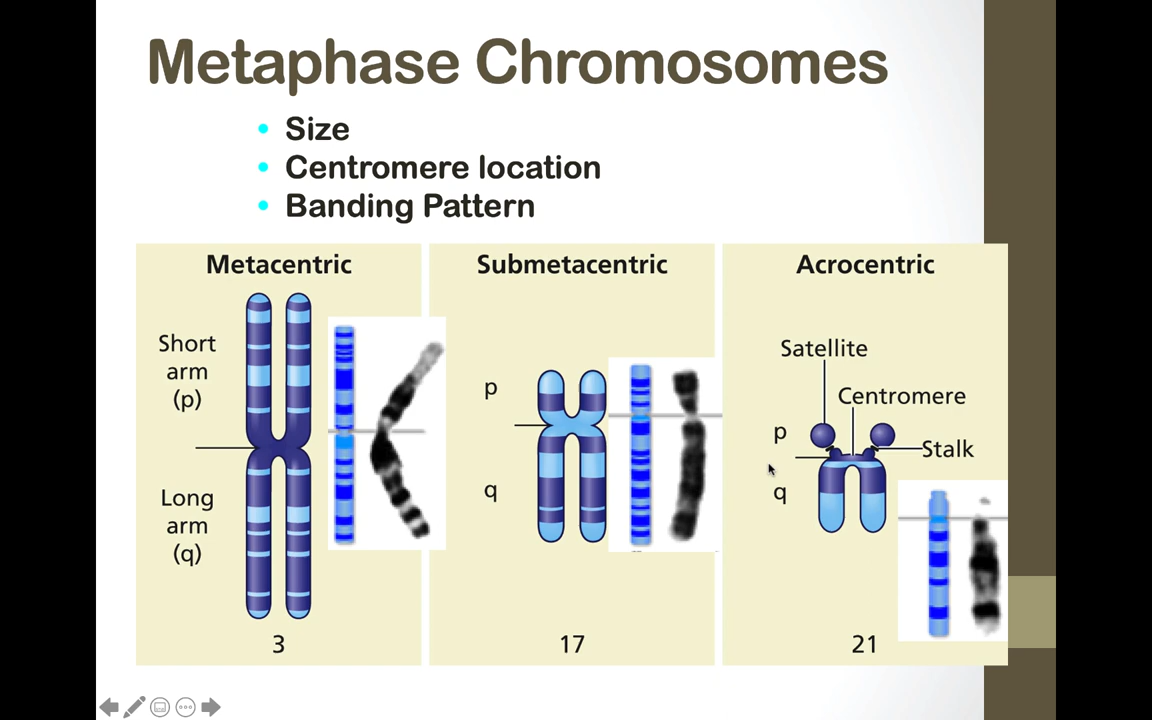 Metaphase Chromosomes
• Size
• Centromere location
• Banding Pattern
Metacentric
Short
arm
(p)
Long
arm
(q)
3
Submetacentric
p
q
17
Acrocentric
Satellite
Centromere
p
Stalk
q
21